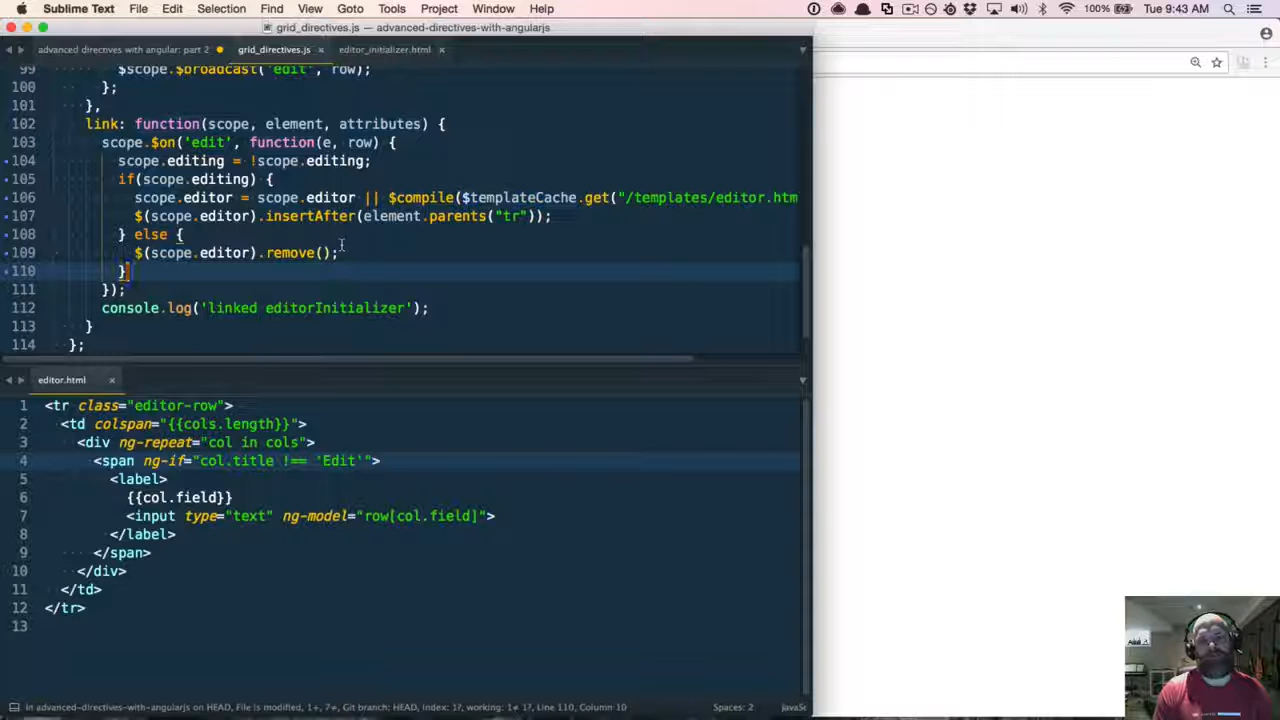 Sublime Text File Edit Selection Find View Goto Tools Project Window Help 100% Tue 9:43 AM
grid_directives.js — advanced-directives-with-angularjs
advanced directives with angular: part 2 grid_directives.js × editor_initializer.html ×
99 $scope.$broadcast('edit', row);
100 };
101 },
102 link: function(scope, element, attributes) {
103 scope.$on('edit', function(e, row) {
104 scope.editing = !scope.editing;
105 if(scope.editing) {
106 scope.editor = scope.editor || $compile($templateCache.get("/templates/editor.htm
107 $(scope.editor).insertAfter(element.parents("tr"));
108 } else {
109 $(scope.editor).remove();
110 }
111 });
112 console.log('linked editorInitializer');
113 }
114 };
editor.html ×
1 <tr class="editor-row">
2 <td colspan="{{cols.length}}">
3 <div ng-repeat="col in cols">
4 <span ng-if="col.title !== 'Edit'">
5 <label>
6 {{col.field}}
7 <input type="text" ng-model="row[col.field]">
8 </label>
9 </span>
10 </div>
11 </td>
12 </tr>
13
In advanced-directives-with-angularjs on HEAD, File is modified, 1+, 7≠, Git branch: HEAD, index: 1?, working: 1≠ 1?, Line 110, Column 10 Spaces: 2 JavaSc